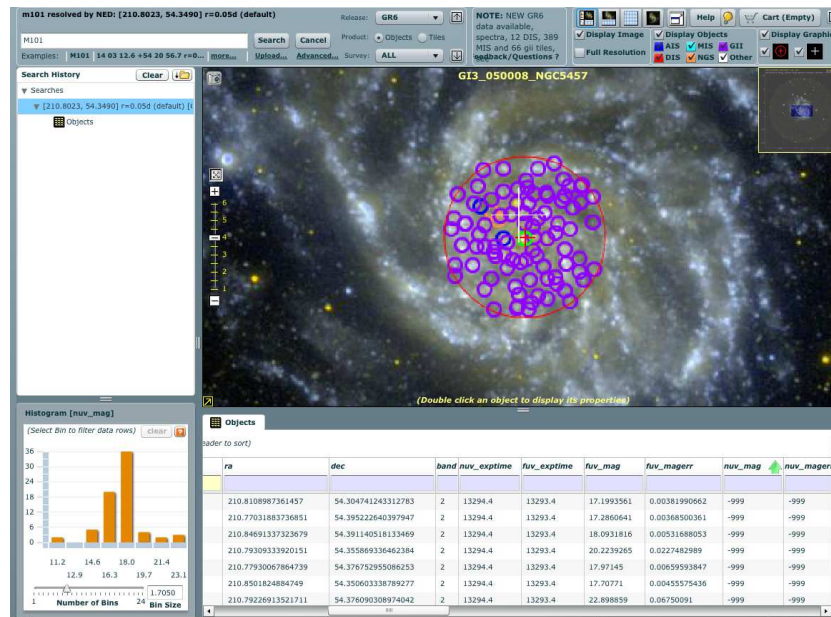 m101 resolved by NED: [210.8023, 54.3490] r=0.05d (default)
M101
Search
Cancel
Examples: M101 14 03 12.6 +54 20 56.7 r=0... more...
Upload... Advanced...
Release: GR6
Product: Objects Tiles
Survey: ALL
NOTE: NEW GR6
data available,
spectra, 12 DIS, 389
MIS and 66 gii tiles,
Feedback/Questions ?
Help
Cart (Empty)
Display Image
Full Resolution
Display Objects
AIS MIS GII
DIS NGS Other
Display Graphi
Search History
Clear
Searches
[210.8023, 54.3490] r=0.05d (default)
Objects
GI3_050008_NGC5457
6
5
4
3
2
1
(Double click an object to display its properties)
Histogram [nuv_mag]
(Select Bin to filter data rows) clear
36
30
24
18
12
6
0
11.2 14.6 18.0 21.4
12.9 16.3 19.7 23.1
1 Number of Bins 24
1.7050
Bin Size
Objects
eader to sort)
ra dec band nuv_exptime fuv_exptime fuv_mag fuv_magerr nuv_mag nuv_mager
210.8108987361457 54.304741243312783 2 13294.4 13293.4 17.1993561 0.00381990662 -999 -999
210.77031883736851 54.395222640397947 2 13294.4 13293.4 17.2860641 0.00368500361 -999 -999
210.84691337323679 54.391140518133469 2 13294.4 13293.4 18.0931816 0.00531688053 -999 -999
210.79309333920151 54.355869336462384 2 13294.4 13293.4 20.2239265 0.0227482989 -999 -999
210.77930067864739 54.376752955086253 2 13294.4 13293.4 17.97145 0.00659593847 -999 -999
210.8501824884749 54.350603338789277 2 13294.4 13293.4 17.70771 0.00455575436 -999 -999
210.79226913521711 54.376090308974042 2 13294.4 13293.4 22.898859 0.06750091 -999 -999